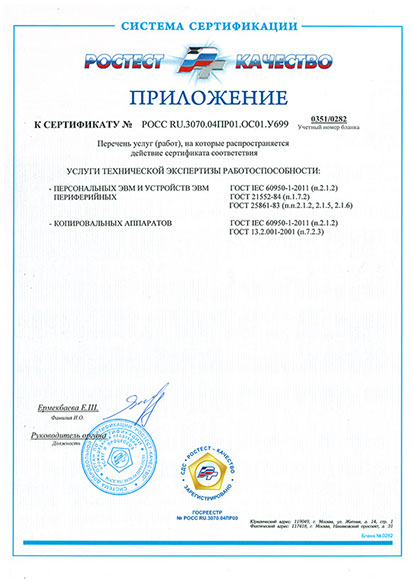 СИСТЕМА СЕРТИФИКАЦИИ
РОСТЕСТ КАЧЕСТВО
ПРИЛОЖЕНИЕ
К СЕРТИФИКАТУ № РОСС RU.3070.04ПР01.ОС01.У699
0351/0282
Учетный номер бланка
Перечень услуг (работ), на которые распространяется
действие сертификата соответствия
УСЛУГИ ТЕХНИЧЕСКОЙ ЭКСПЕРТИЗЫ РАБОТОСПОСОБНОСТИ:
- ПЕРСОНАЛЬНЫХ ЭВМ И УСТРОЙСТВ ЭВМ ГОСТ IEC 60950-1-2011 (п.2.1.2)
ПЕРИФЕРИЙНЫХ ГОСТ 21552-84 (п.1.7.2)
ГОСТ 25861-83 (п.п.2.1.2, 2.1.5, 2.1.6)
- КОПИРОВАЛЬНЫХ АППАРАТОВ ГОСТ IEC 60950-1-2011 (п.2.1.2)
ГОСТ 13.2.001-2001 (п.7.2.3)
Ермекбаева Е.Ш.
Фамилия И.О.
Руководитель органа
Должность
СДС • РОСТЕСТ - КАЧЕСТВО
ЗАРЕГИСТРИРОВАНО
ГОСРЕЕСТР
№ РОСС RU.3070.04ПР00
Юридический адрес: 119049, г. Москва, ул. Житная, д. 14, стр. 1
Фактический адрес: 117418, г. Москва, Нахимовский проспект, д. 31
Бланк №0282